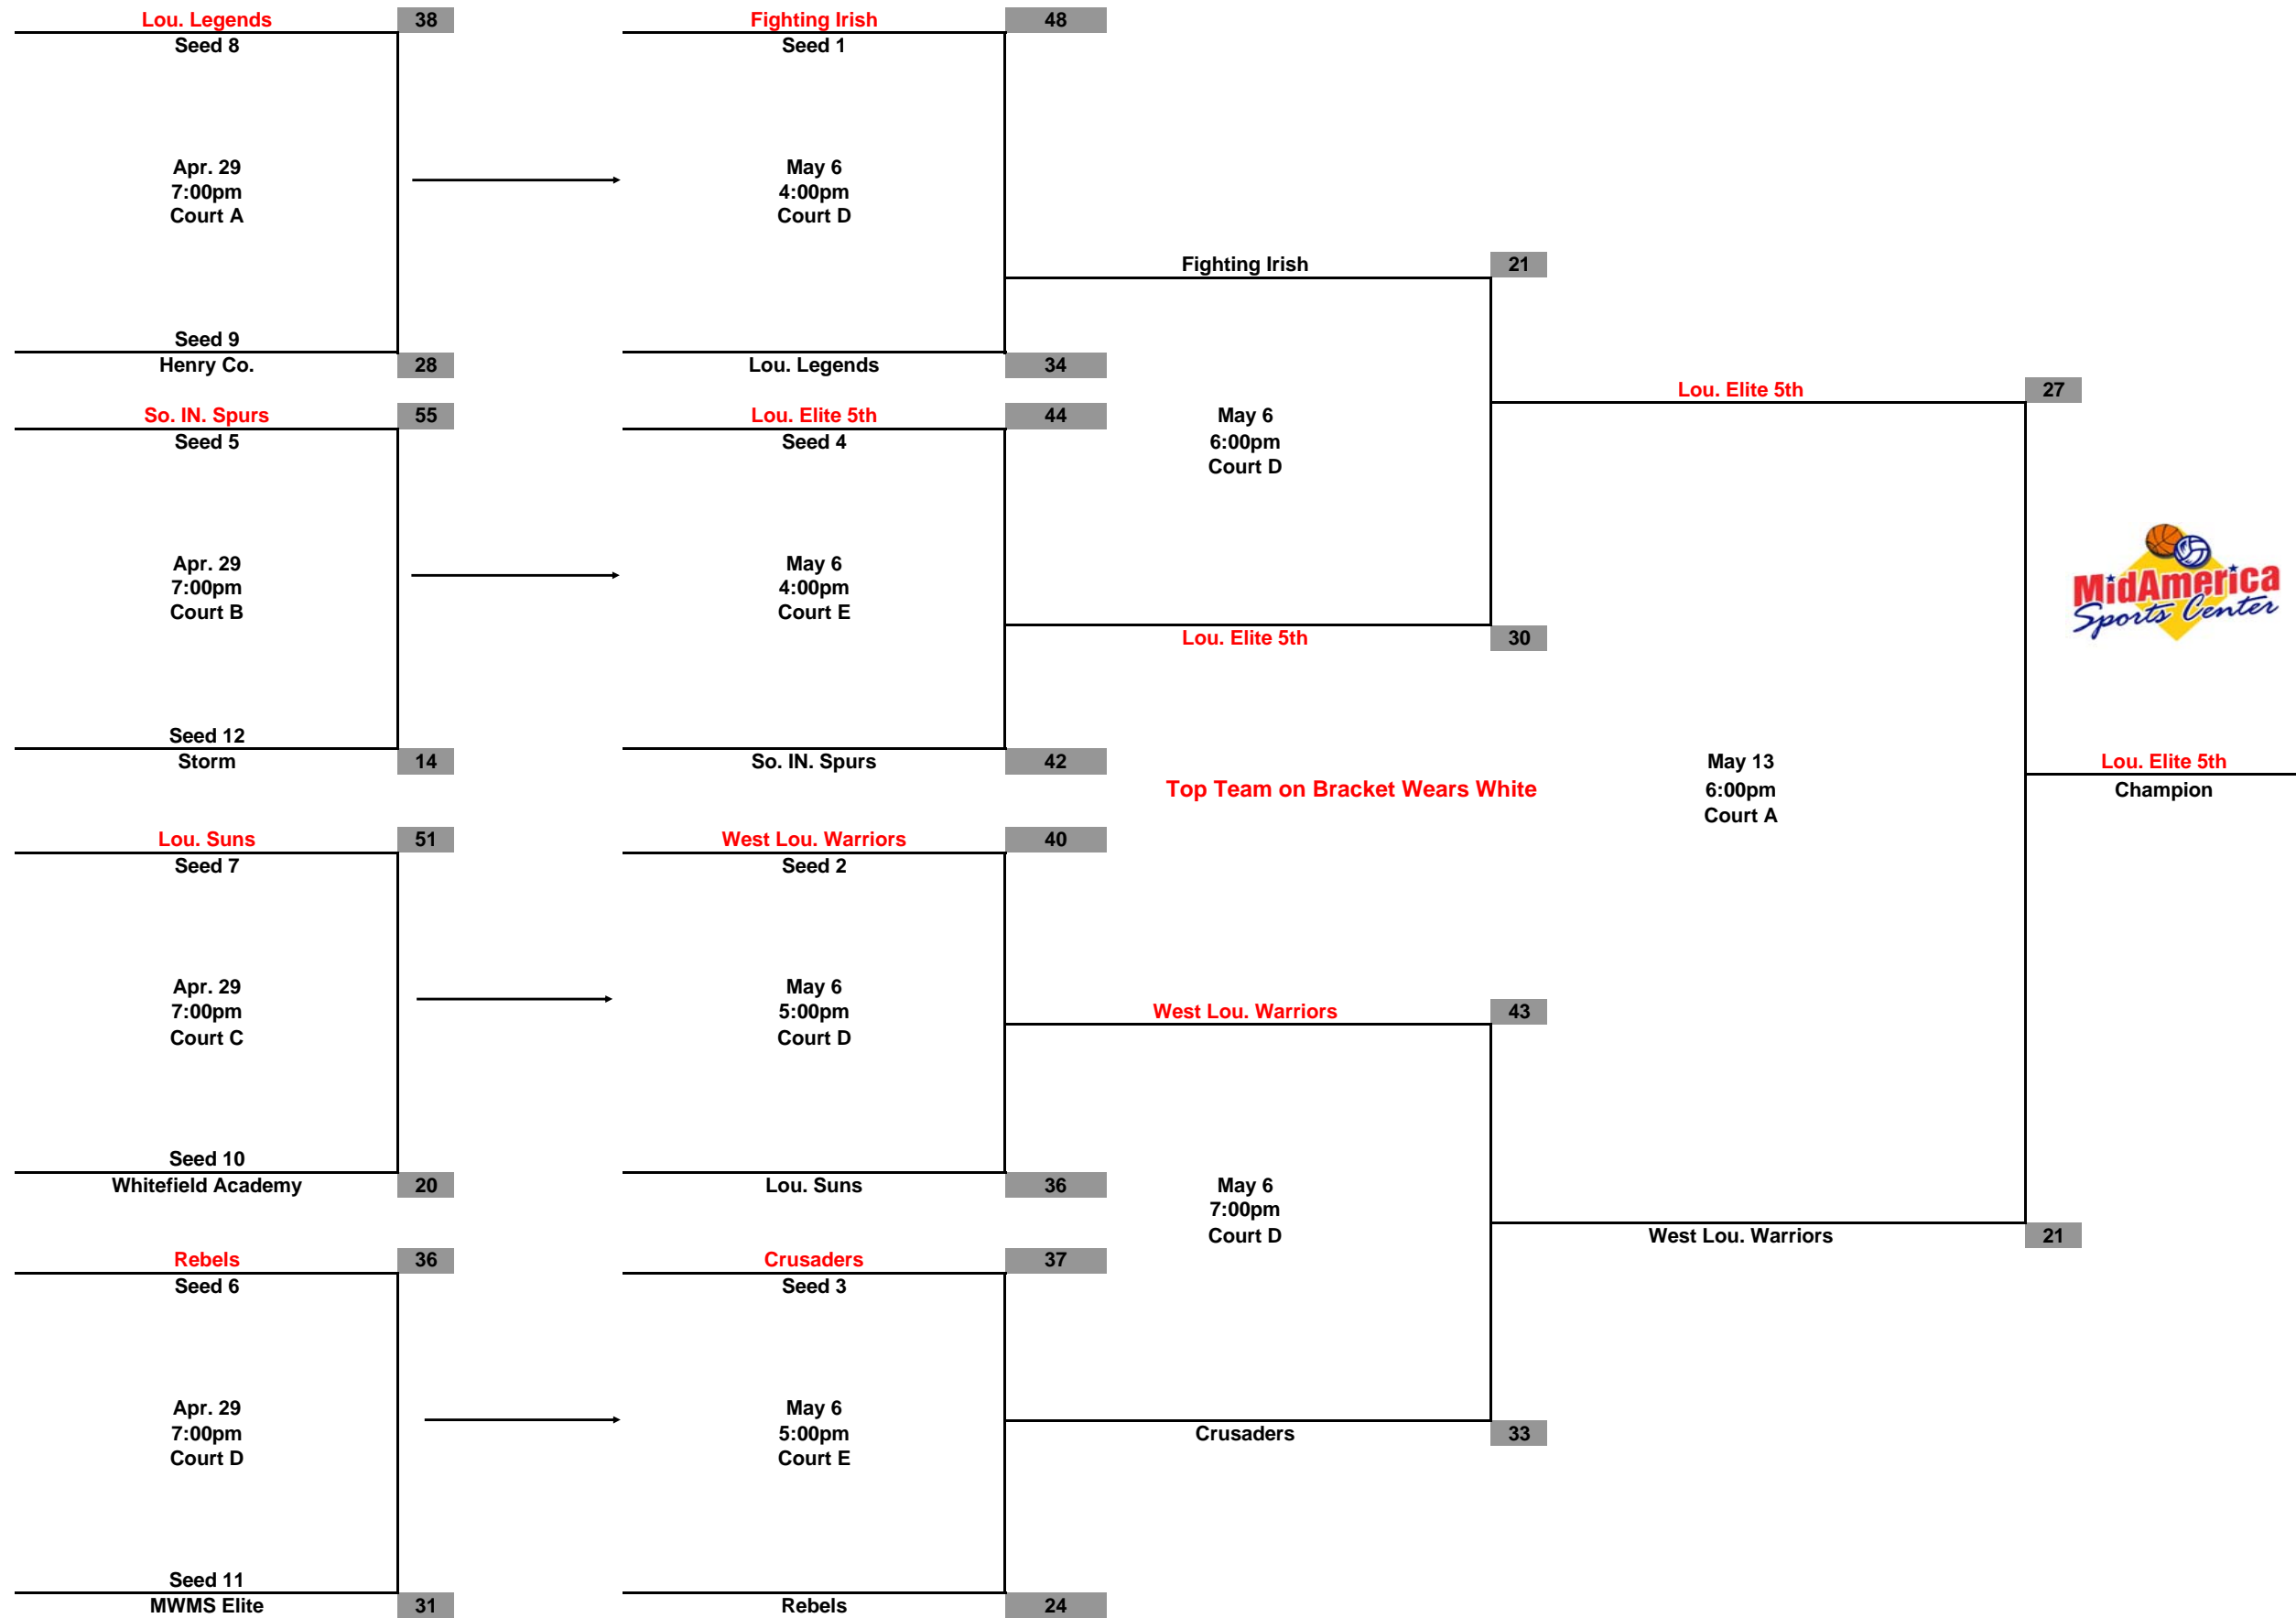 Lou. Legends 38 Fighting Irish 48
Seed 8 Seed 1
Apr. 29 May 6
7:00pm 4:00pm
Court A Court D
Fighting Irish 21
Seed 9
Henry Co. 28 Lou. Legends 34
Lou. Elite 5th 27
So. IN. Spurs 55 Lou. Elite 5th 44 May 6
Seed 5 Seed 4 6:00pm
Court D
Apr. 29 May 6
7:00pm 4:00pm
Court B Court E
MidAmerica
Sports Center
Lou. Elite 5th 30
Seed 12
Storm 14 So. IN. Spurs 42 May 13 Lou. Elite 5th
Top Team on Bracket Wears White 6:00pm Champion
Court A
Lou. Suns 51 West Lou. Warriors 40
Seed 7 Seed 2
Apr. 29 May 6
7:00pm 5:00pm West Lou. Warriors 43
Court C Court D
Seed 10
Whitefield Academy 20 Lou. Suns 36 May 6
7:00pm
Court D West Lou. Warriors 21
Rebels 36 Crusaders 37
Seed 6 Seed 3
Apr. 29 May 6
7:00pm 5:00pm Crusaders 33
Court D Court E
Seed 11
MWMS Elite 31 Rebels 24